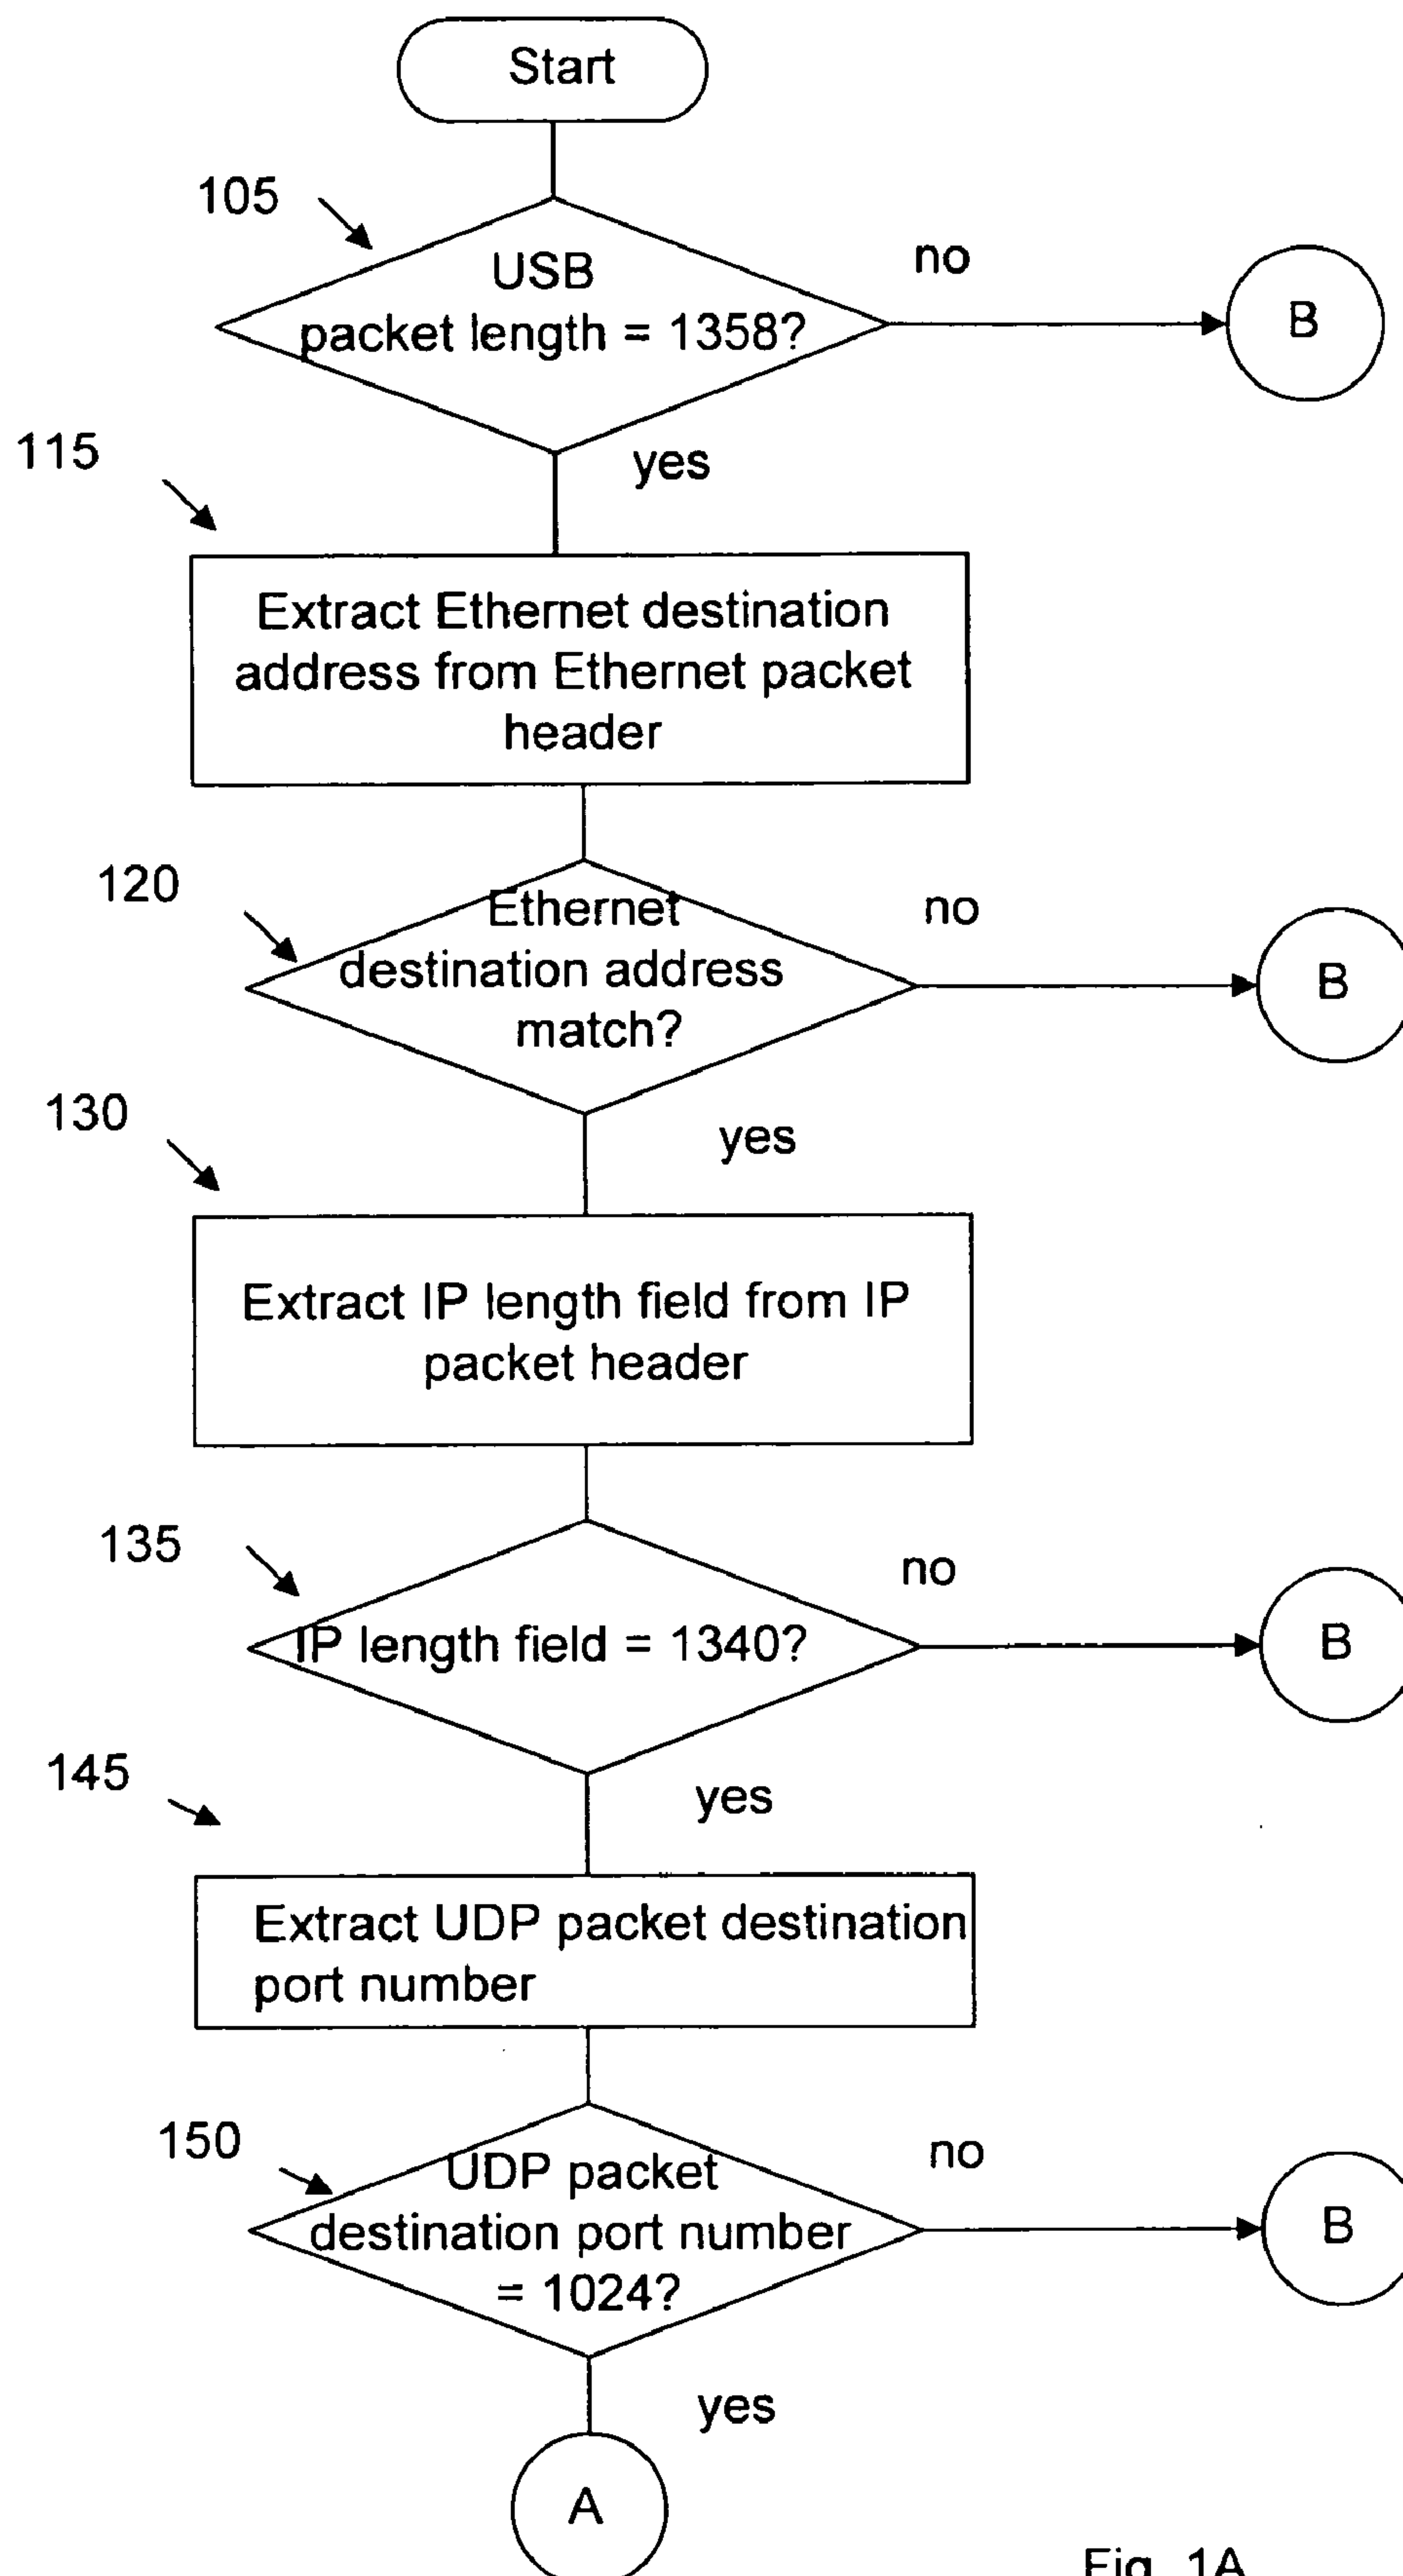 Start
105
USB
packet length = 1358?
no
B
yes
115
Extract Ethernet destination
address from Ethernet packet
header
120
Ethernet
destination address
match?
no
B
yes
130
Extract IP length field from IP
packet header
135
IP length field = 1340?
no
B
yes
145
Extract UDP packet destination
port number
150
UDP packet
destination port number
= 1024?
no
B
yes
A
Fig. 1A